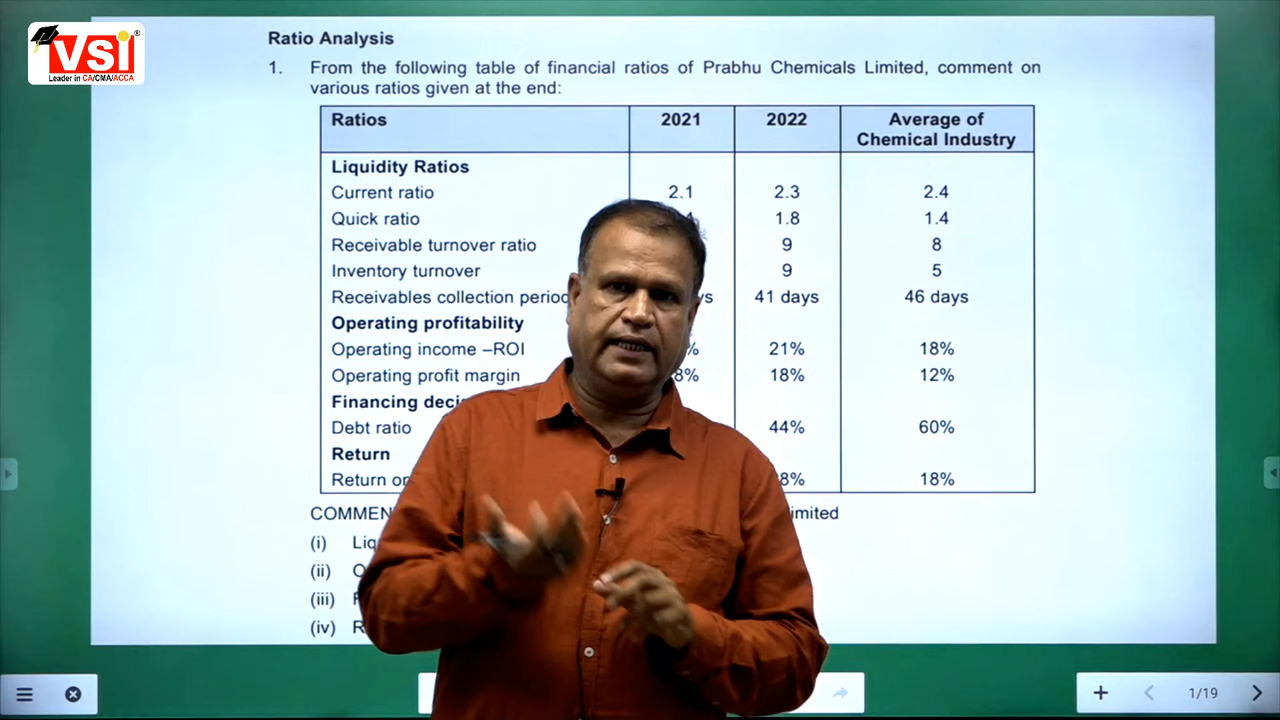 VSI
Leader in CA/CMA/ACCA
Ratio Analysis
1. From the following table of financial ratios of Prabhu Chemicals Limited, comment on
various ratios given at the end:
Ratios 2021 2022 Average of
Chemical Industry
Liquidity Ratios
Current ratio 2.1 2.3 2.4
Quick ratio 1.8 1.4
Receivable turnover ratio 9 8
Inventory turnover 9 5
Receivables collection 41 days 46 days
Operating profitability
Operating income –ROI 21% 18%
Operating profit margin 18% 12%
Financing
Debt ratio 44% 60%
Return
Return 18%
(i)
(ii)
(iii)
(iv)
1/19